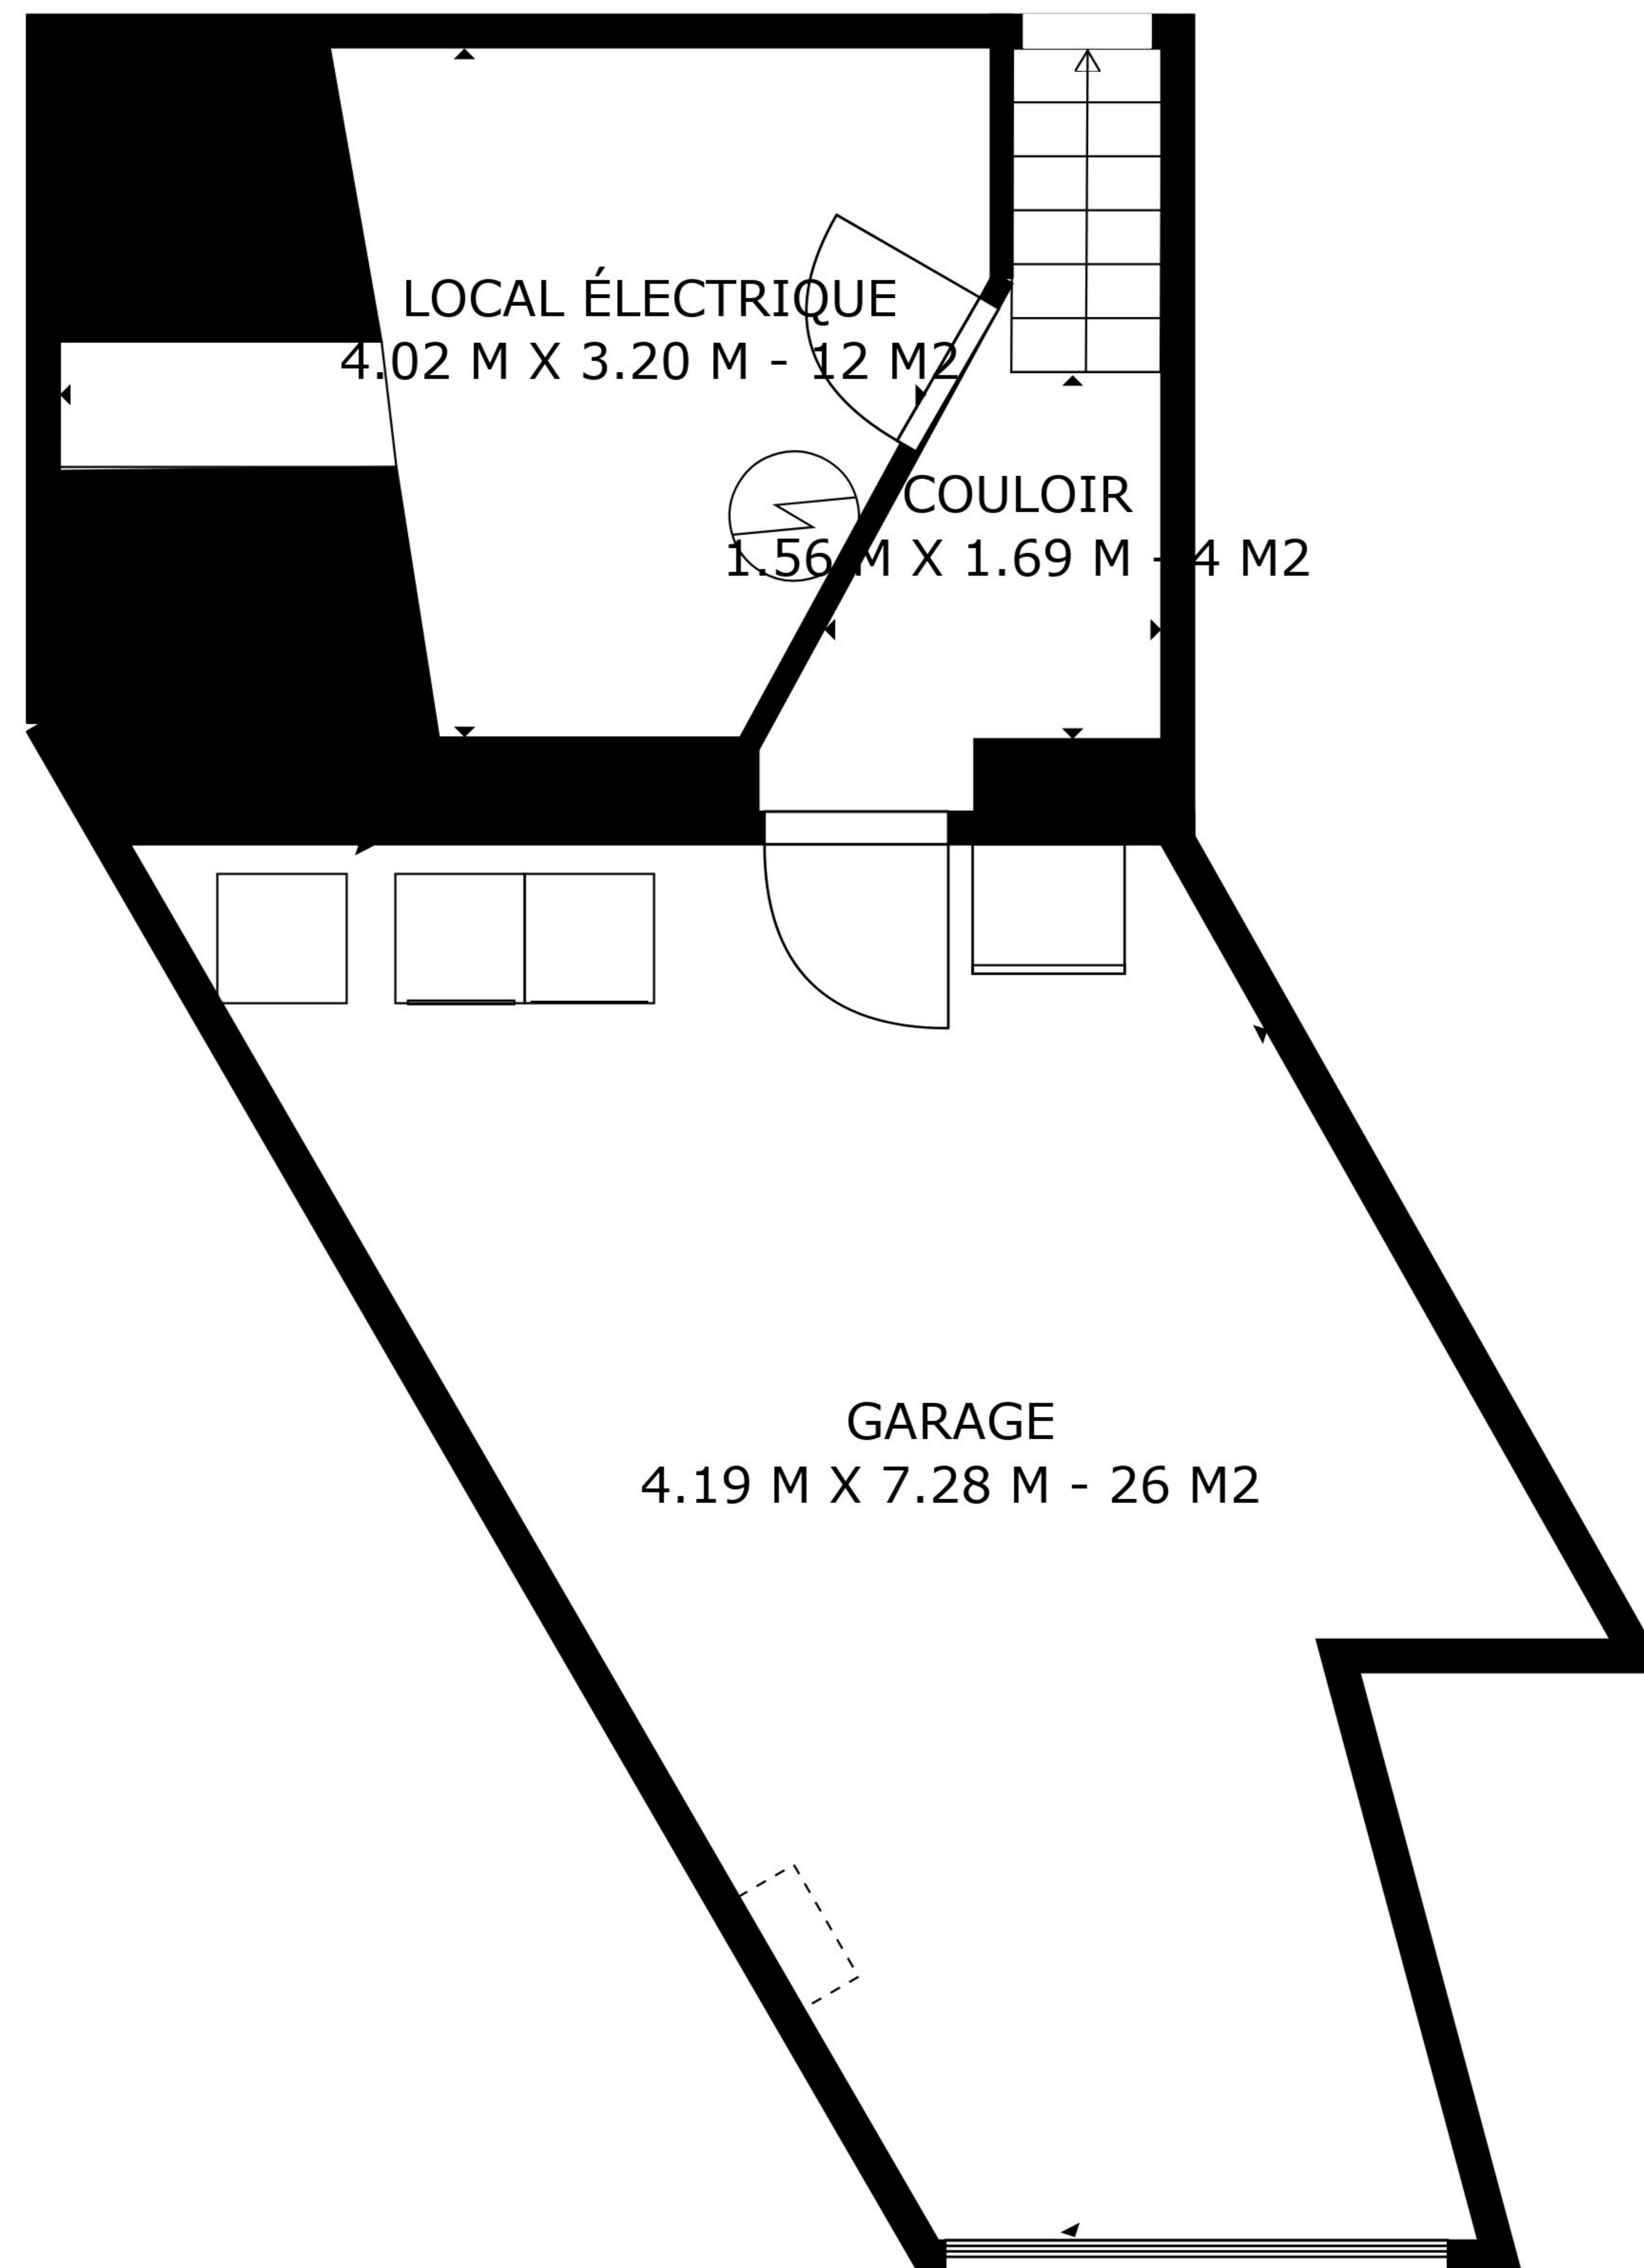 LOCAL ÉLECTRIQUE
4.02 M X 3.20 M - 12 M2
COULOIR
1.56 M X 1.69 M - 4 M2
GARAGE
4.19 M X 7.28 M - 26 M2